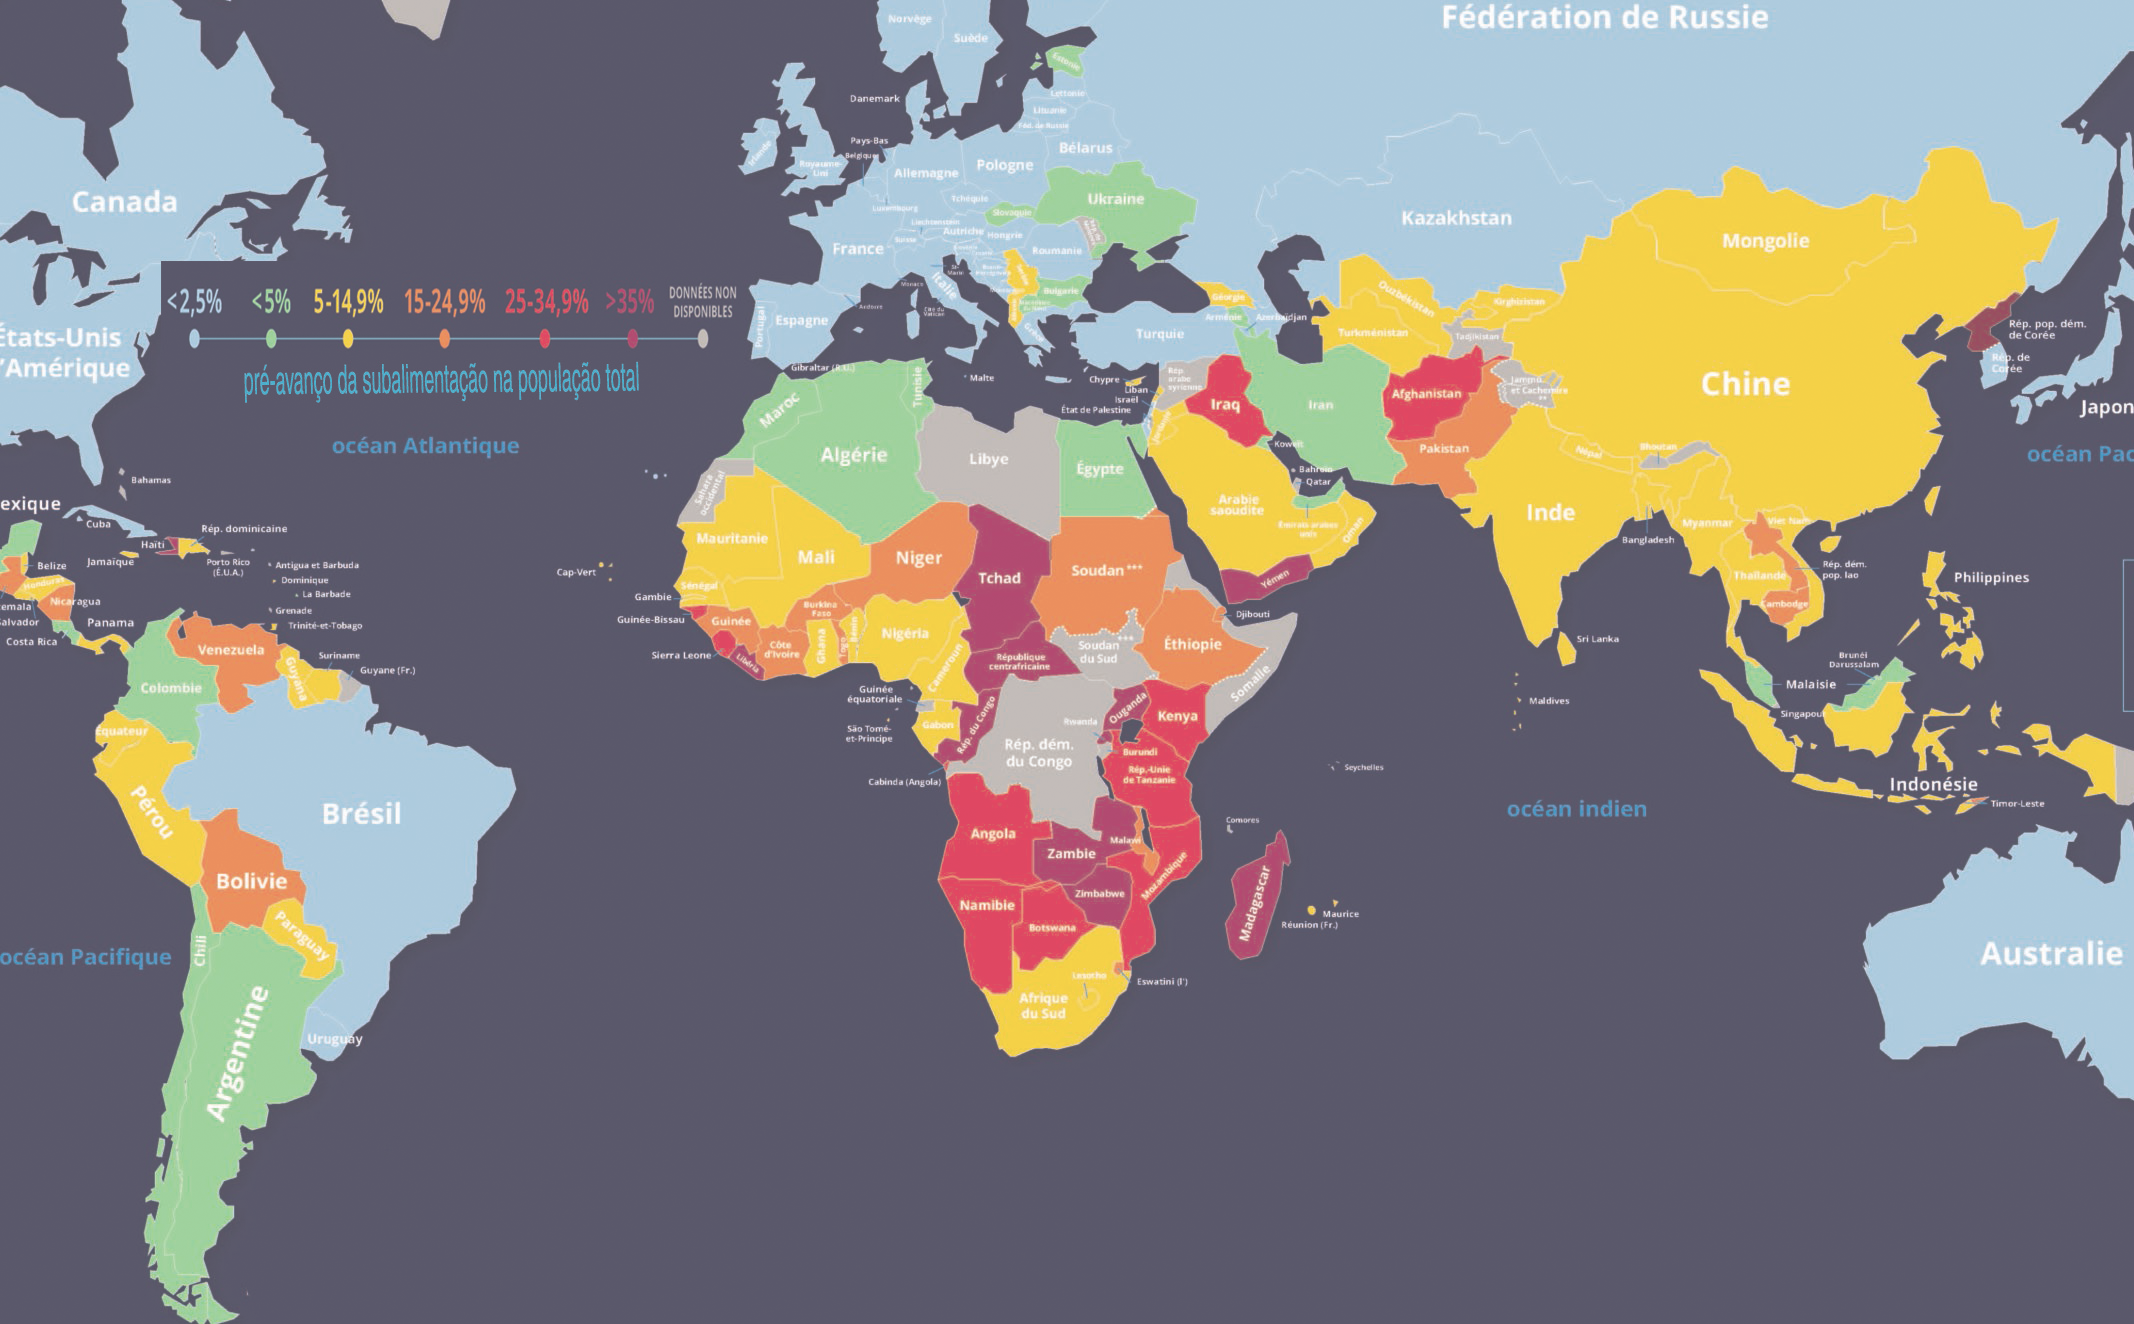 Fédération de Russie
Norvège
Suède
Estonie
Lettonie
Danemark
Lituanie
Féd. de Russie
Pays-Bas
Belgique
Irlande
Royaume-
Uni
Allemagne
Pologne
Bélarus
Tchéquie
Ukraine
Luxembourg
Slovaquie
Liechtenstein
Autriche
Hongrie
Suisse
France
Roumanie
Kazakhstan
Mongolie
Canada
États-Unis
d'Amérique
<2,5%
<5%
5-14,9%
15-24,9%
25-34,9%
>35%
DONNÉES NON
DISPONIBLES
pré-avanço da subalimentação na população total
océan Atlantique
Monaco
Italie
Bulgarie
Andorre
Portugal
Espagne
Grèce
Turquie
Géorgie
Arménie
Azerbaïdjan
Ouzbékistan
Kirghizistan
Turkménistan
Tadjikistan
Chine
Rép. pop. dém.
de Corée
Rép. de
Corée
Japon
océan Pac
Gibraltar (R.U.)
Malte
Chypre
Liban
Israël
État de Palestine
Rép.
arabe
syrienne
Jordanie
Iraq
Iran
Afghanistan
Jammu
et Cachemire
**
Pakistan
Koweït
Bahreïn
Qatar
Népal
Bhoutan
Maroc
Tunisie
Algérie
Libye
Égypte
Arabie
saoudite
Émirats arabes
unis
Oman
Inde
Bangladesh
Myanmar
Viet Nam
Sahara
occidental
Bahamas
exique
Cuba
Rép. dominicaine
Haïti
Jamaïque
Porto Rico
(É.U.A.)
Belize
Antigua et Barbuda
Dominique
La Barbade
Grenade
Trinité-et-Tobago
Honduras
Nicaragua
temala
Salvador
Costa Rica
Panama
Mauritanie
Mali
Niger
Tchad
Soudan***
Yémen
Cap-Vert
Sénégal
Gambie
Guinée-Bissau
Guinée
Sierra Leone
Libéria
Burkina
Faso
Côte
d'Ivoire
Ghana
Togo
Bénin
Nigéria
Cameroun
République
centrafricaine
Soudan
du Sud
***
Éthiopie
Djibouti
Somalie
Thaïlande
Rép. dém.
pop. lao
Cambodge
Philippines
Sri Lanka
Maldives
Brunéi
Darussalam
Malaisie
Singapour
Indonésie
Timor-Leste
Venezuela
Guyana
Suriname
Guyane (Fr.)
Colombie
Équateur
Pérou
Brésil
Bolivie
Paraguay
Chili
Argentine
Uruguay
océan Pacifique
Guinée
équatoriale
São Tomé-
et-Principe
Gabon
Rép. du Congo
Cabinda (Angola)
Rép. dém.
du Congo
Rwanda
Ouganda
Kenya
Burundi
Rép.-Unie
de Tanzanie
Seychelles
Comores
Angola
Zambie
Malawi
Mozambique
Zimbabwe
Namibie
Botswana
Madagascar
Maurice
Réunion (Fr.)
Lesotho
Eswatini (l')
Afrique
du Sud
océan indien
Australie